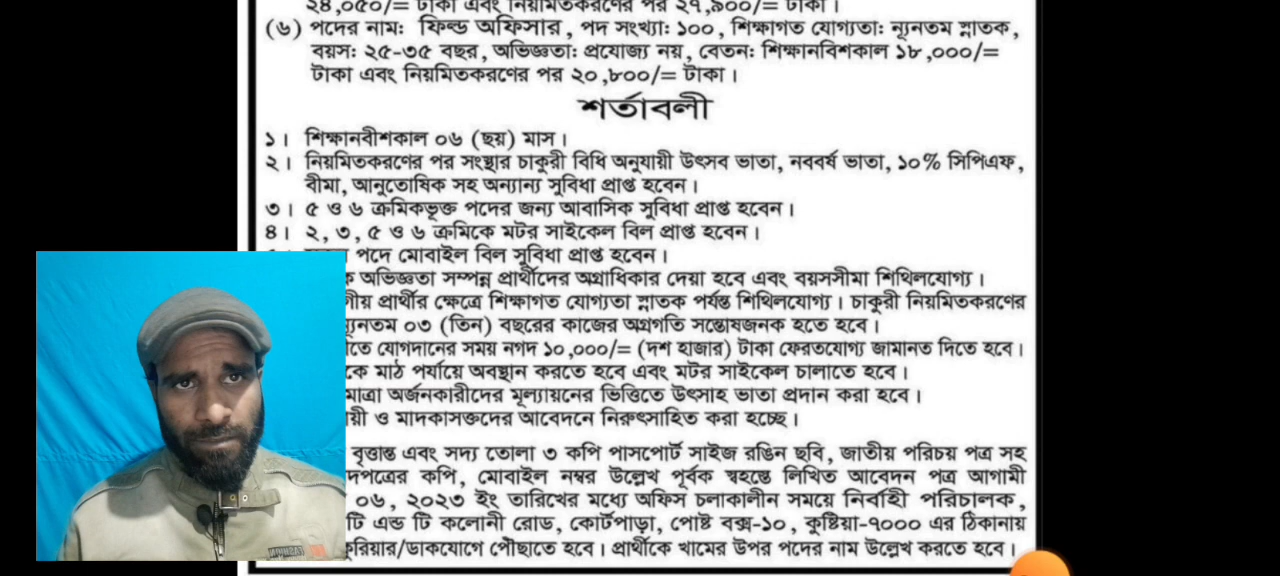 ২৪,০৫০/= টাকা এবং নিয়মিতকরণের পর ২৭,৯০০/= টাকা।
(৬) পদের নাম: ফিল্ড অফিসার, পদ সংখ্যা: ১০০, শিক্ষাগত যোগ্যতা: ন্যূনতম স্নাতক,
বয়স: ২৫-৩৫ বছর, অভিজ্ঞতা: প্রযোজ্য নয়, বেতন: শিক্ষানবিশকাল ১৮,০০০/=
টাকা এবং নিয়মিতকরণের পর ২০,৮০০/= টাকা।
শর্তাবলী
১। শিক্ষানবীশকাল ০৬ (ছয়) মাস।
২। নিয়মিতকরণের পর সংস্থার চাকুরী বিধি অনুযায়ী উৎসব ভাতা, নববর্ষ ভাতা, ১০% সিপিএফ,
বীমা, আনুতোষিক সহ অন্যান্য সুবিধা প্রাপ্ত হবেন।
৩। ৫ ও ৬ ক্রমিকভূক্ত পদের জন্য আবাসিক সুবিধা প্রাপ্ত হবেন।
৪। ২, ৩, ৫ ও ৬ ক্রমিকে মটর সাইকেল বিল প্রাপ্ত হবেন।
পদে মোবাইল বিল সুবিধা প্রাপ্ত হবেন।
ক অভিজ্ঞতা সম্পন্ন প্রার্থীদের অগ্রাধিকার দেয়া হবে এবং বয়সসীমা শিথিলযোগ্য।
ীয় প্রার্থীর ক্ষেত্রে শিক্ষাগত যোগ্যতা স্নাতক পর্যন্ত শিথিলযোগ্য। চাকুরী নিয়মিতকরণের
ন্যূনতম ০৩ (তিন) বছরের কাজের অগ্রগতি সন্তোষজনক হতে হবে।
তে যোগদানের সময় নগদ ১০,০০০/= (দশ হাজার) টাকা ফেরতযোগ্য জামানত দিতে হবে।
কে মাঠ পর্যায়ে অবস্থান করতে হবে এবং মটর সাইকেল চালাতে হবে।
মাত্রা অর্জনকারীদের মূল্যায়নের ভিত্তিতে উৎসাহ ভাতা প্রদান করা হবে।
য়ী ও মাদকাসক্তদের আবেদনে নিরুৎসাহিত করা হচ্ছে।
বৃত্তান্ত এবং সদ্য তোলা ৩ কপি পাসপোর্ট সাইজ রঙিন ছবি, জাতীয় পরিচয় পত্র সহ
দপত্রের কপি, মোবাইল নম্বর উল্লেখ পূর্বক স্বহস্তে লিখিত আবেদন পত্র আগামী
০৬, ২০২৩ ইং তারিখের মধ্যে অফিস চলাকালীন সময়ে নির্বাহী পরিচালক,
টি এন্ড টি কলোনী রোড, কোর্টপাড়া, পোষ্ট বক্স-১০, কুষ্টিয়া-৭০০০ এর ঠিকানায়
কুরিয়ার/ডাকযোগে পৌঁছাতে হবে। প্রার্থীকে খামের উপর পদের নাম উল্লেখ করতে হবে।